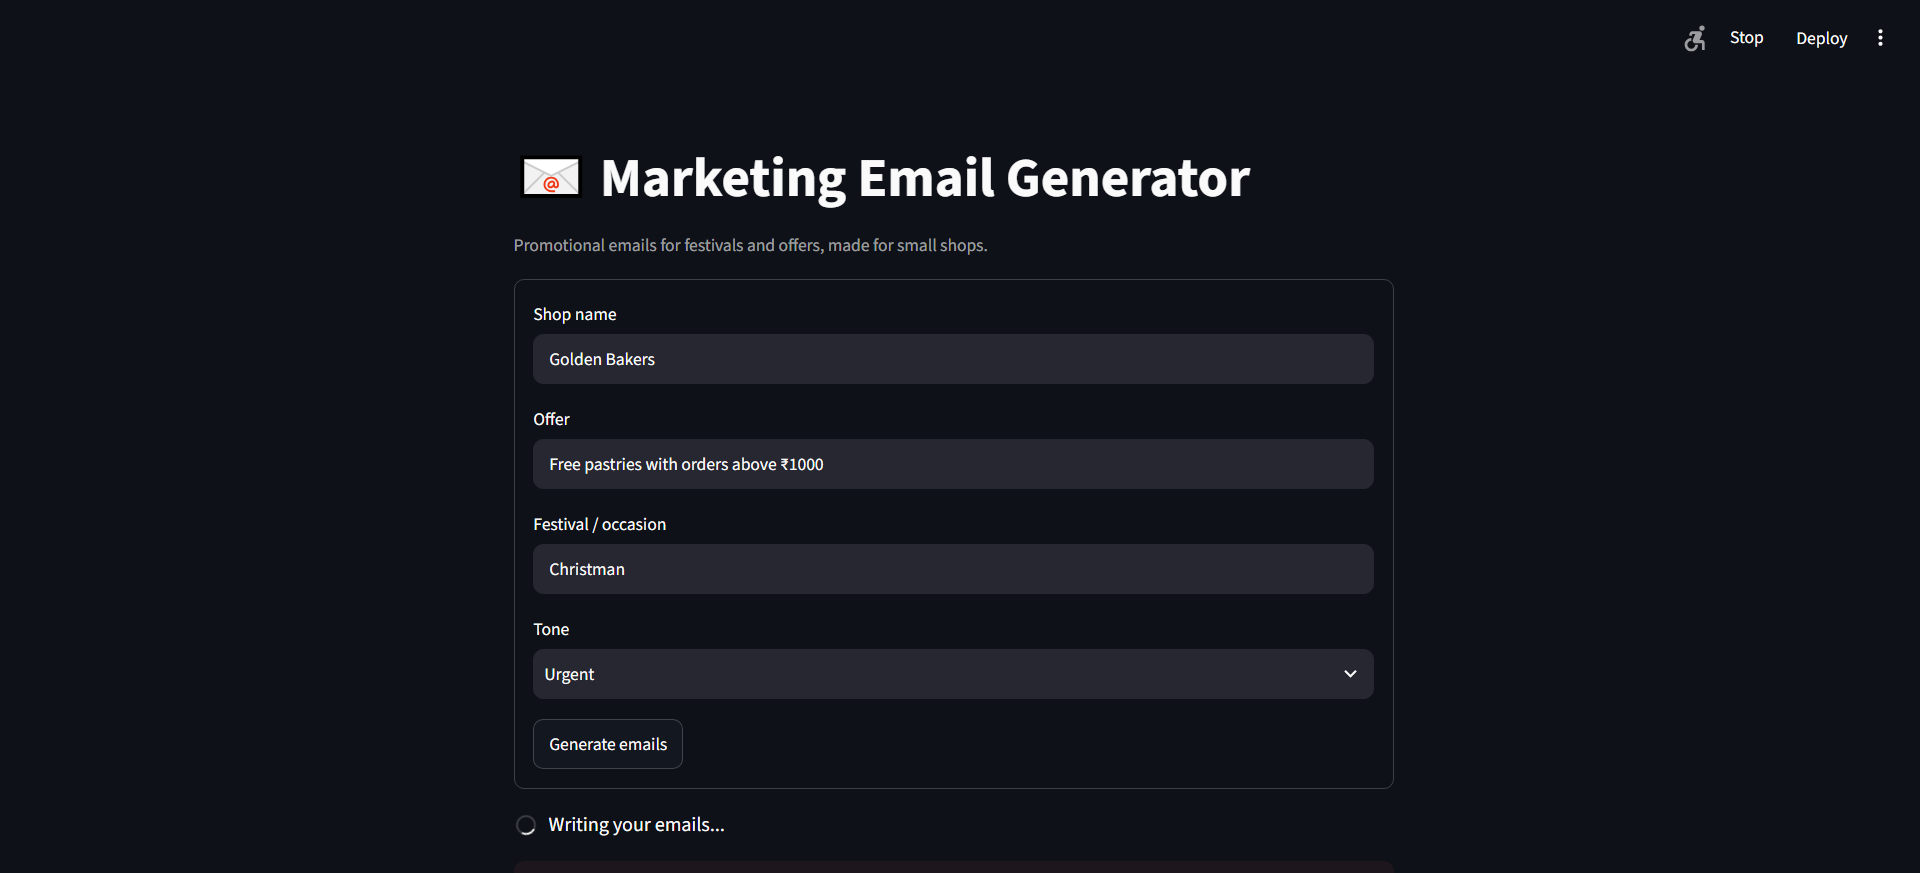 Stop
Deploy
Marketing Email Generator
Promotional emails for festivals and offers, made for small shops.
Shop name
Golden Bakers
Offer
Free pastries with orders above ₹1000
Festival / occasion
Christman
Tone
Urgent
Generate emails
Writing your emails...